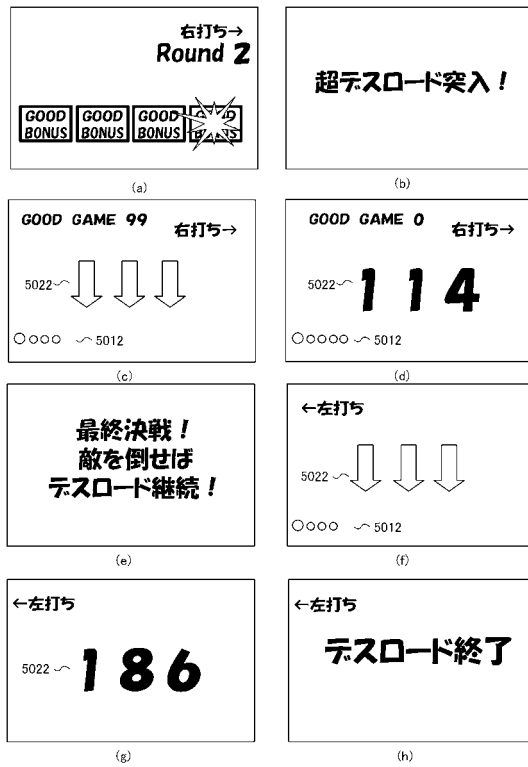 右打ち→
Round 2
GOOD BONUS
GOOD BONUS
GOOD BONUS
(a)
超デスロード突入！
(b)
GOOD GAME 99
右打ち→
5022
5012
(c)
GOOD GAME 0
右打ち→
5022
114
5012
(d)
最終決戦！
敵を倒せば
デスロード継続！
(e)
←左打ち
5022
5012
(f)
←左打ち
5022
186
(g)
←左打ち
デスロード終了
(h)